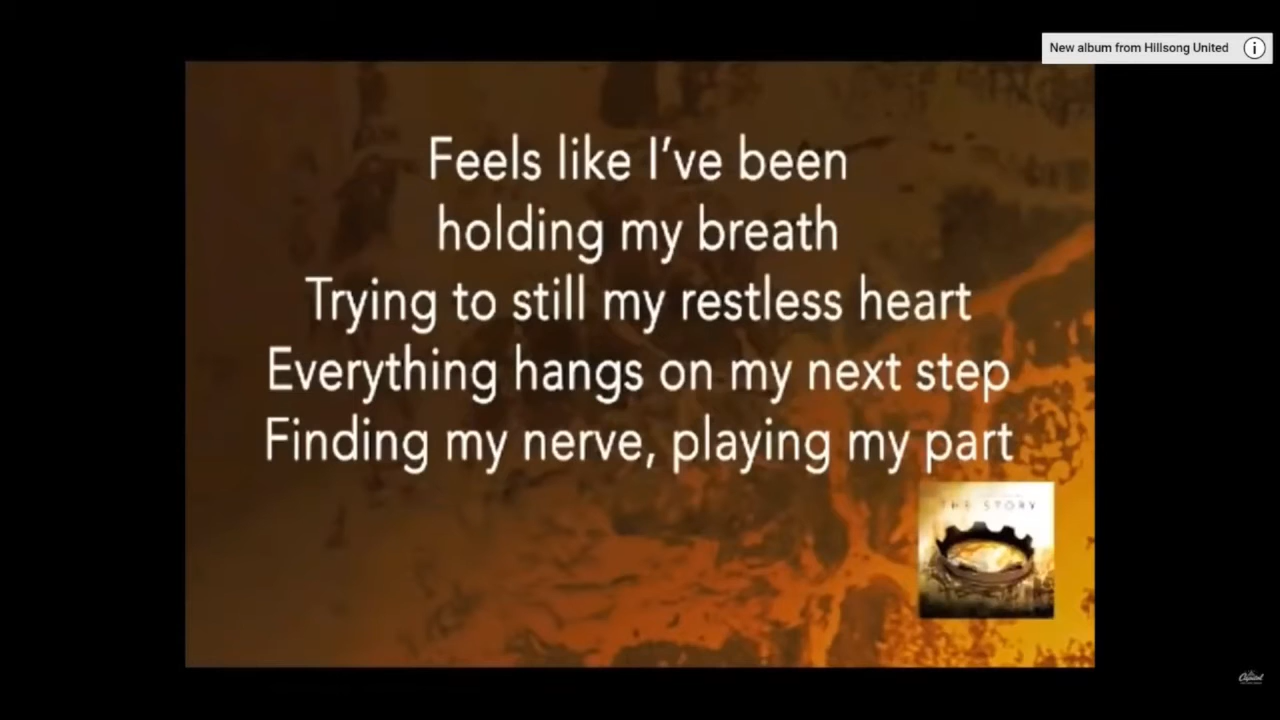 New album from Hillsong United
Feels like I've been
holding my breath
Trying to still my restless heart
Everything hangs on my next step
Finding my nerve, playing my part
THE STORY
Capitol